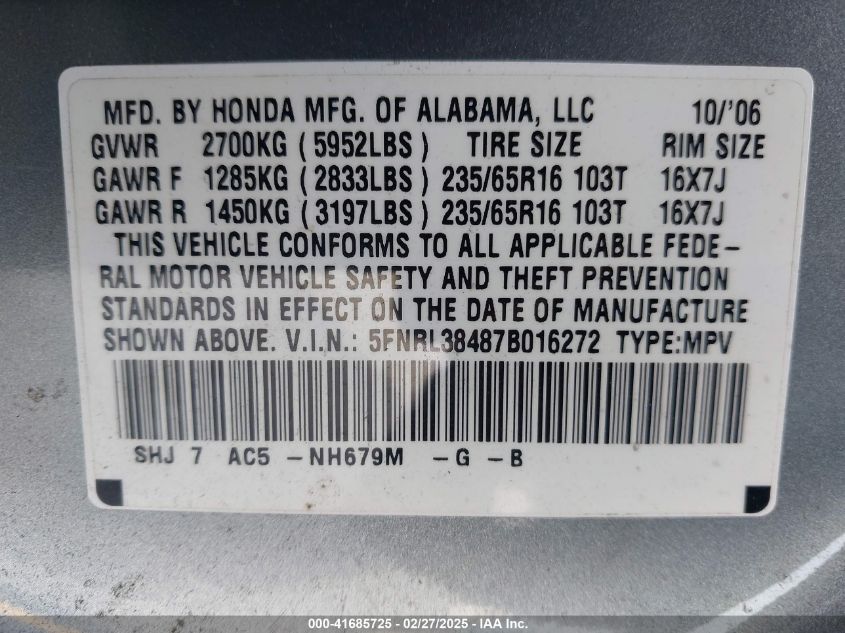 MFD. BY HONDA MFG. OF ALABAMA, LLC 10/'06
GVWR 2700KG (5952LBS) TIRE SIZE RIM SIZE
GAWR F 1285KG (2833LBS) 235/65R16 103T 16X7J
GAWR R 1450KG (3197LBS) 235/65R16 103T 16X7J
THIS VEHICLE CONFORMS TO ALL APPLICABLE FEDE-
RAL MOTOR VEHICLE SAFETY AND THEFT PREVENTION
STANDARDS IN EFFECT ON THE DATE OF MANUFACTURE
SHOWN ABOVE. V.I.N.: 5FNRL38487B016272 TYPE:MPV
SHJ 7 AC5 -NH679M -G -B
000-41685725 - 02/27/2025 - IAA Inc.